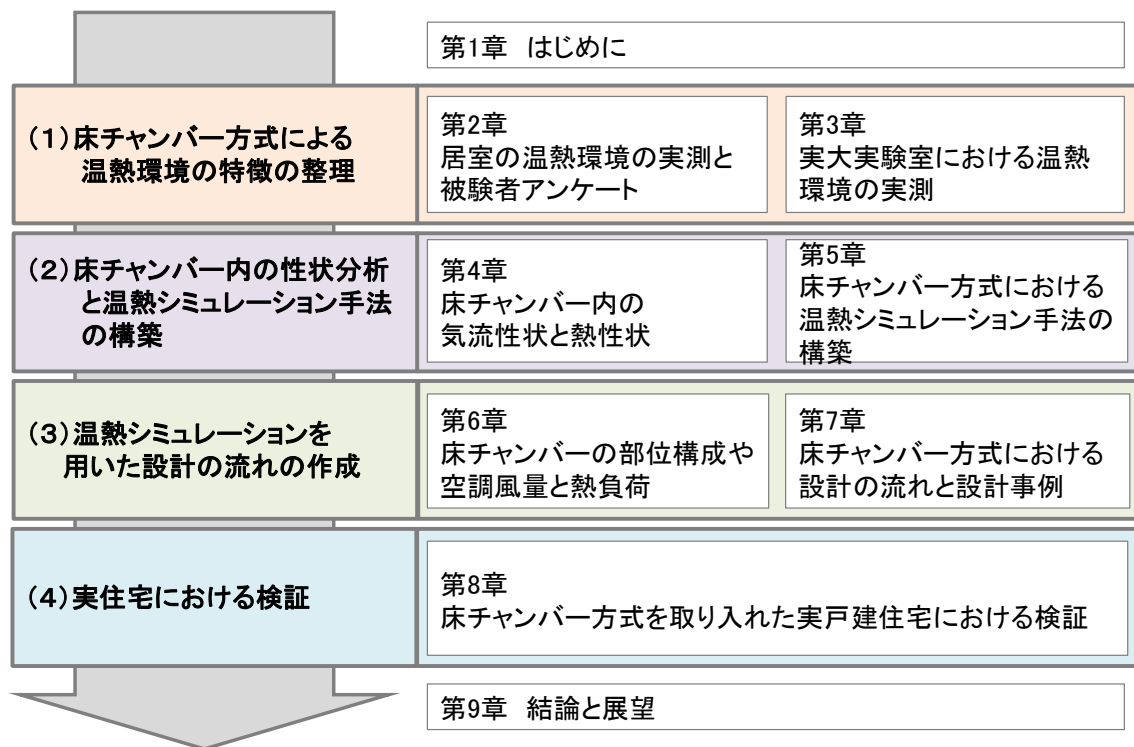 第1章 はじめに
(1)床チャンバー方式による
温熱環境の特徴の整理
第2章
居室の温熱環境の実測と
被験者アンケート
第3章
実大実験室における温熱
環境の実測
(2)床チャンバー内の性状分析
と温熱シミュレーション手法
の構築
第4章
床チャンバー内の
気流性状と熱性状
第5章
床チャンバー方式における
温熱シミュレーション手法の
構築
(3)温熱シミュレーションを
用いた設計の流れの作成
第6章
床チャンバーの部位構成や
空調風量と熱負荷
第7章
床チャンバー方式における
設計の流れと設計事例
(4)実住宅における検証
第8章
床チャンバー方式を取り入れた実戸建住宅における検証
第9章 結論と展望